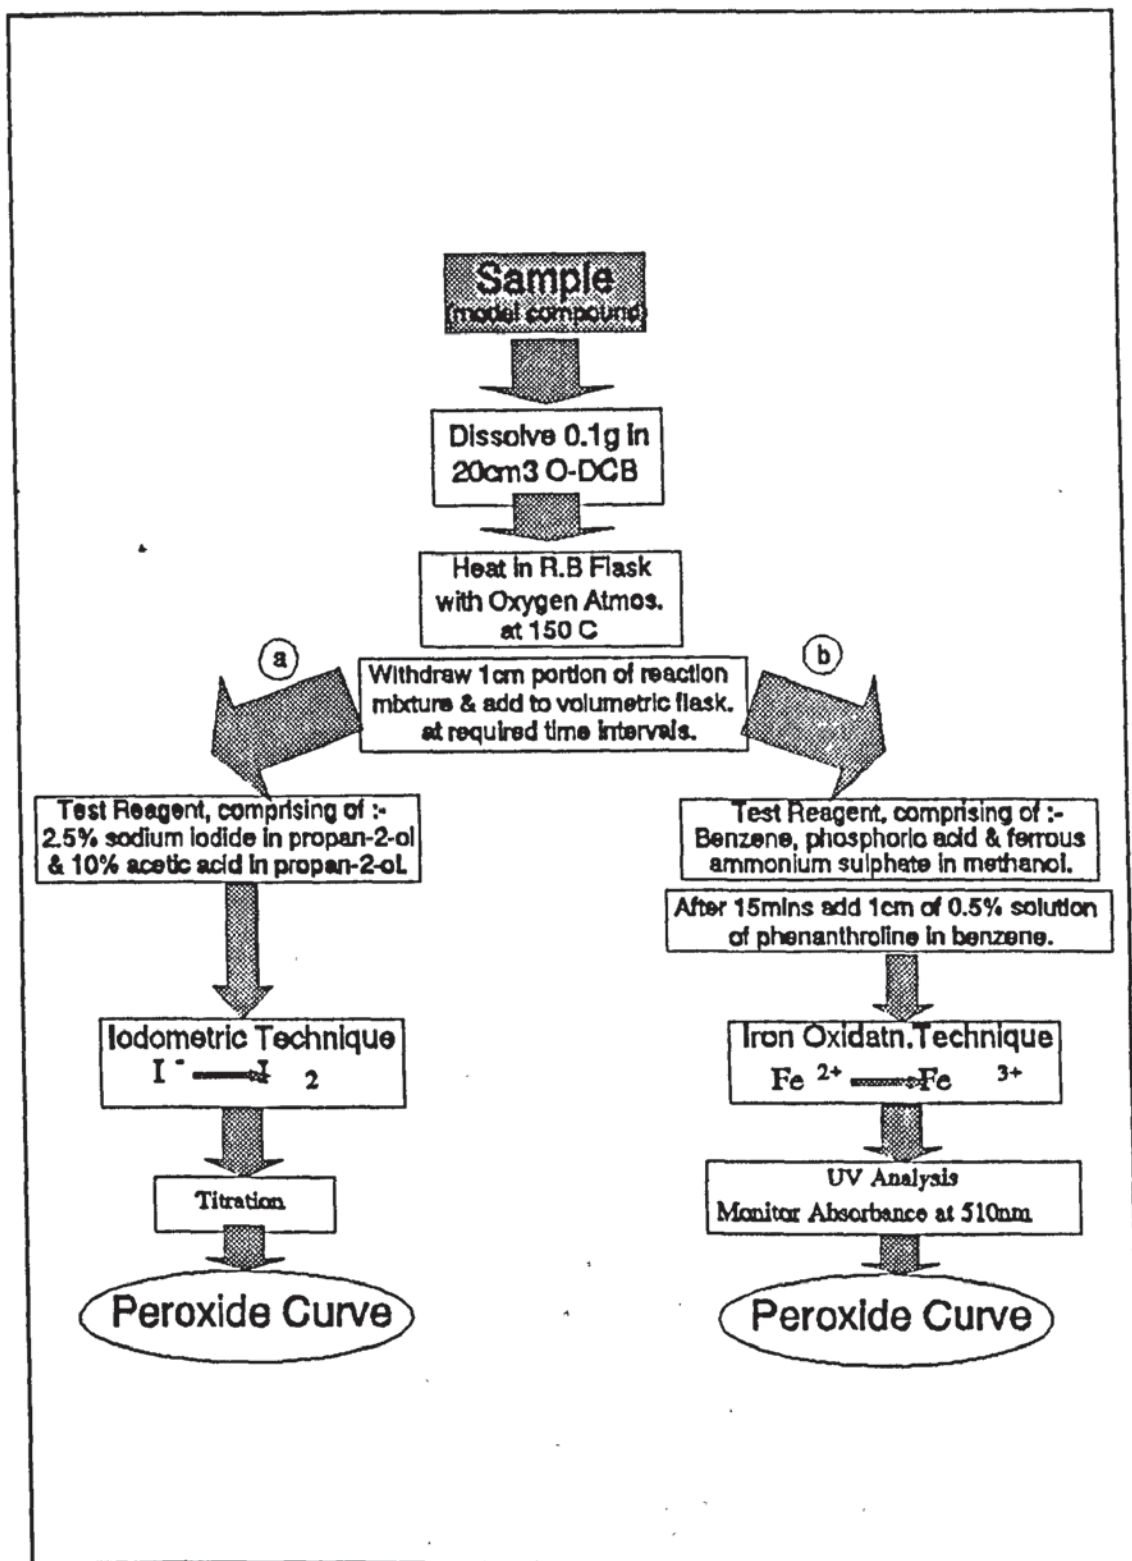 Sample
(model compound)
Dissolve 0.1g in
20cm3 O-DCB
Heat in R.B Flask
with Oxygen Atmos.
at 150 C
a
b
Withdraw 1cm portion of reaction
mixture & add to volumetric flask.
at required time intervals.
Test Reagent, comprising of :-
2.5% sodium iodide in propan-2-ol
& 10% acetic acid in propan-2-ol.
Iodometric Technique
I - I 2
Titration
Peroxide Curve
Test Reagent, comprising of :-
Benzene, phosphoric acid & ferrous
ammonium sulphate in methanol.
After 15mins add 1cm of 0.5% solution
of phenanthroline in benzene.
Iron Oxidatn.Technique
Fe 2+ Fe 3+
UV Analysis
Monitor Absorbance at 510nm
Peroxide Curve